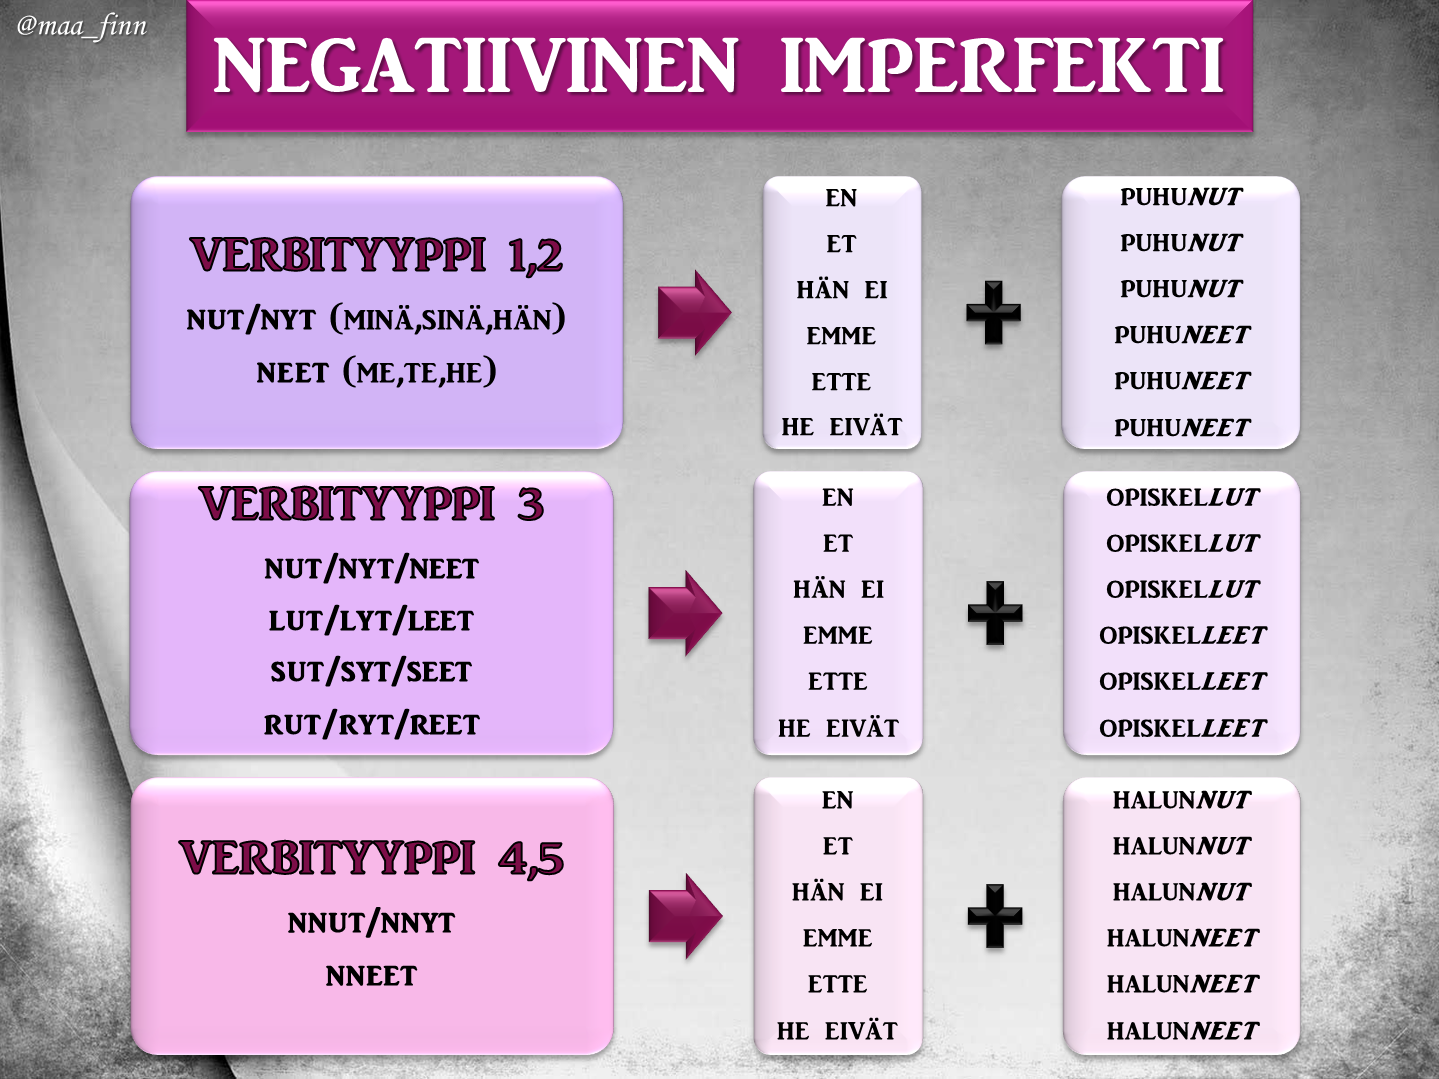 @maa_finn
NEGATIIVINEN IMPERFEKTI
VERBITYYPPI 1,2
NUT/NYT (MINÄ,SINÄ,HÄN)
NEET (ME,TE,HE)
EN
ET
HÄN EI
EMME
ETTE
HE EIVÄT
PUHUNUT
PUHUNUT
PUHUNUT
PUHUNEET
PUHUNEET
PUHUNEET
VERBITYYPPI 3
NUT/NYT/NEET
LUT/LYT/LEET
SUT/SYT/SEET
RUT/RYT/REET
EN
ET
HÄN EI
EMME
ETTE
HE EIVÄT
OPISKELLUT
OPISKELLUT
OPISKELLUT
OPISKELLEET
OPISKELLEET
OPISKELLEET
VERBITYYPPI 4,5
NNUT/NNYT
NNEET
EN
ET
HÄN EI
EMME
ETTE
HE EIVÄT
HALUNNUT
HALUNNUT
HALUNNUT
HALUNNEET
HALUNNEET
HALUNNEET